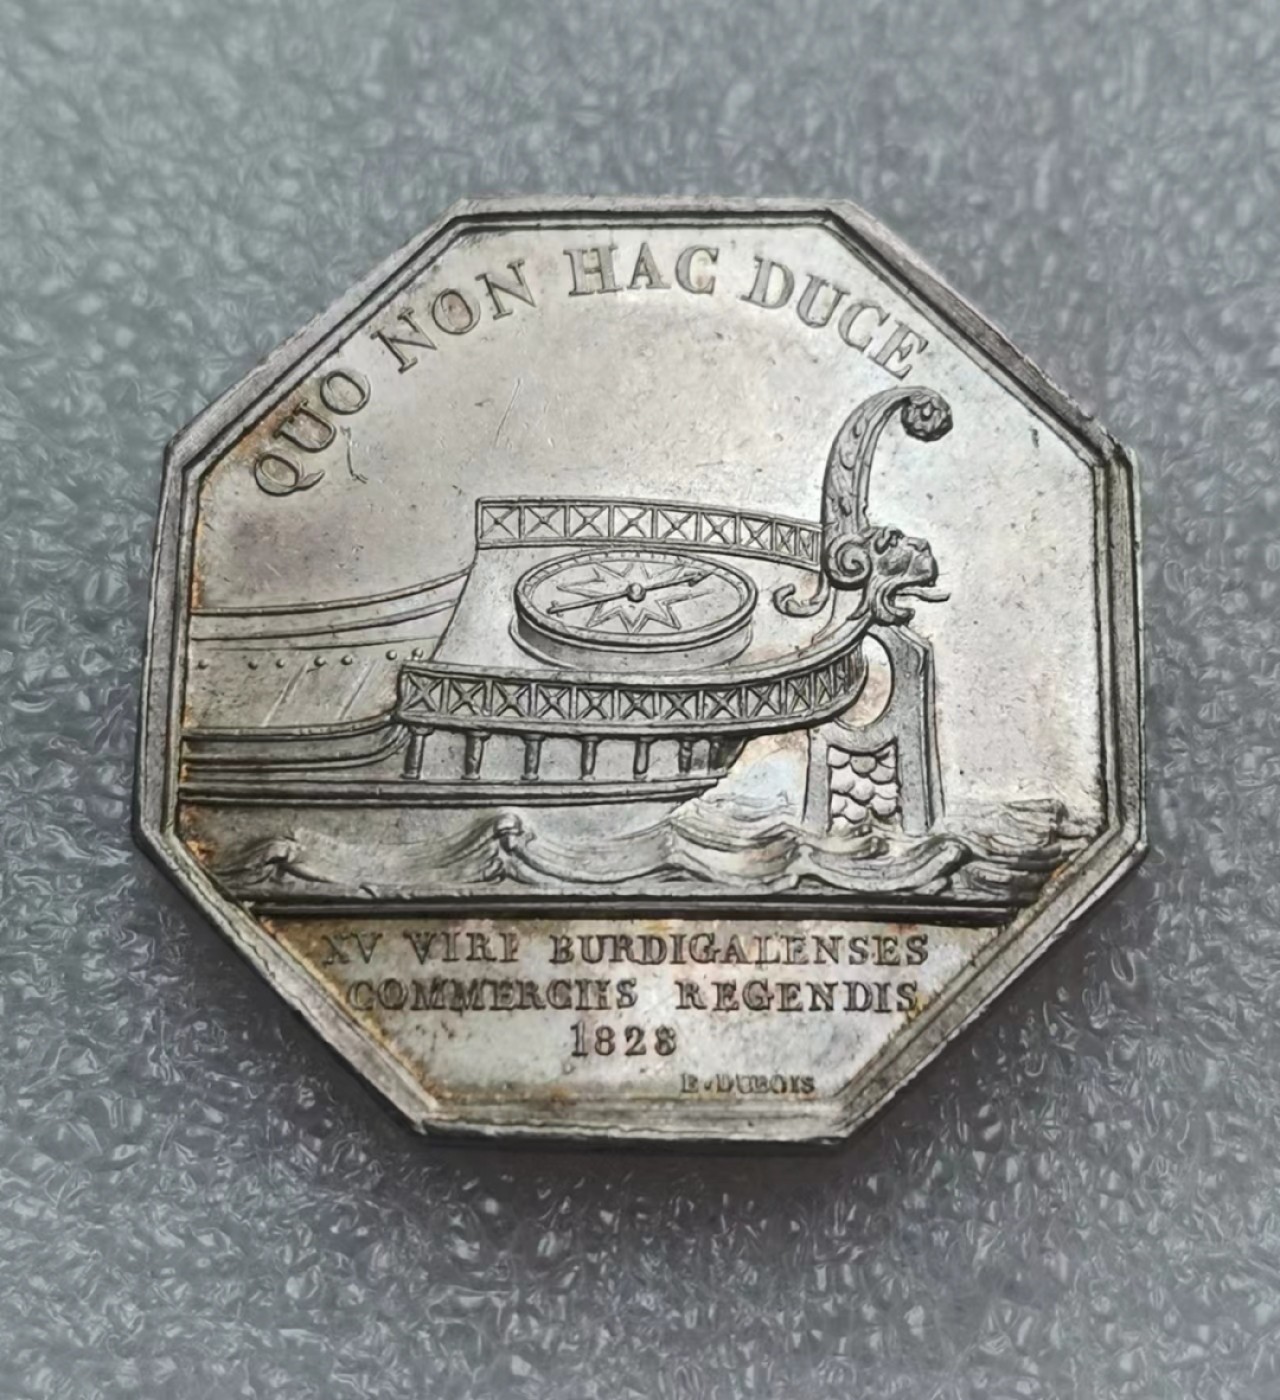 QUO NON HAC DUCE
XV VIRI BURDIGALENSES
COMMERCIIS REGENDIS
1828
E. DUBOIS